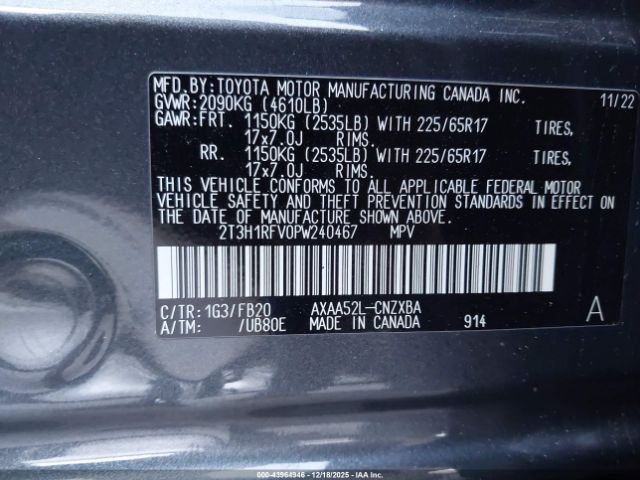 MFD. BY: TOYOTA MOTOR MANUFACTURING CANADA INC. 11/22
GVWR: 2090KG (4610LB)
GAWR: FRT. 1150KG (2535LB) WITH 225/65R17 TIRES,
17x7.0J RIMS.
RR. 1150KG (2535LB) WITH 225/65R17 TIRES,
17x7.0J RIMS.
THIS VEHICLE CONFORMS TO ALL APPLICABLE FEDERAL MOTOR
VEHICLE SAFETY AND THEFT PREVENTION STANDARDS IN EFFECT ON
THE DATE OF MANUFACTURE SHOWN ABOVE.
2T3H1RFV0PW240467 MPV
C/TR: 1G3/FB20 AXAA52L-CNZXBA A
A/TM: /UB80E MADE IN CANADA 914
000-43964946 - 12/18/2025 - IAA Inc.